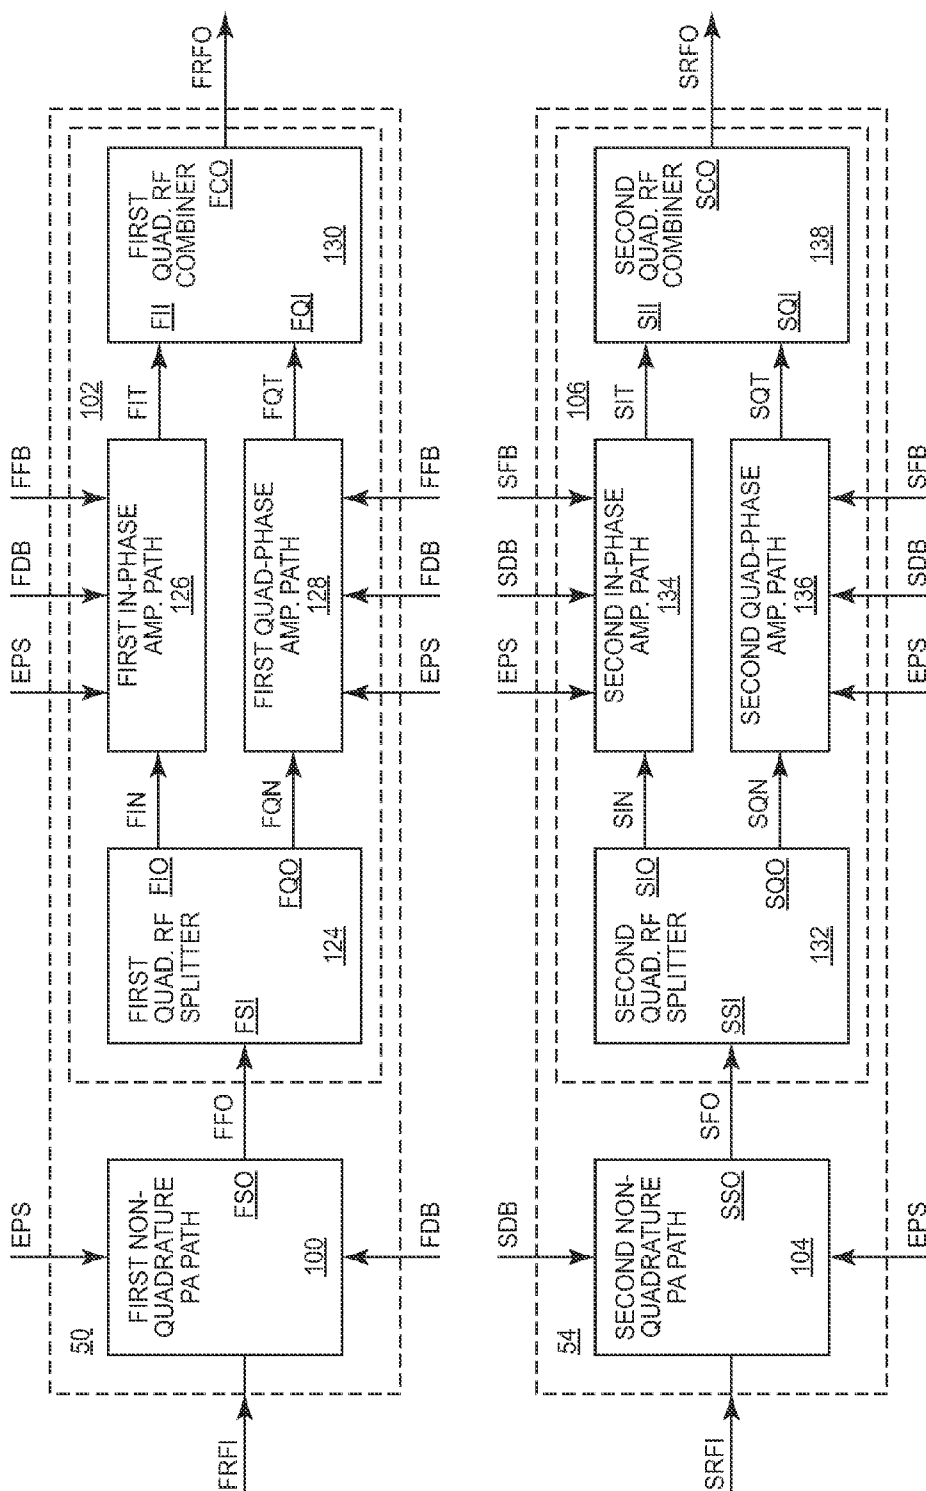 EPS
EPS
FDB
FFB
50
102
FIRST NON-
QUADRATURE
PA PATH
FSO
100
FRFI
FFO
FIRST
QUAD. RF
SPLITTER
FIO
FSI
FQO
124
FIN
FQN
FIRST IN-PHASE
AMP. PATH
126
FIRST QUAD-PHASE
AMP. PATH
128
FIT
FQT
FIRST
QUAD. RF
COMBINER
FII
FCO
FQI
130
FRFO
FDB
EPS
FDB
FFB
SDB
EPS
SDB
SFB
54
106
SECOND NON-
QUADRATURE
PA PATH
SSO
104
SRFI
SFO
SECOND
QUAD. RF
SPLITTER
SIO
SSI
SQO
132
SIN
SQN
SECOND IN-PHASE
AMP. PATH
134
SECOND QUAD-PHASE
AMP. PATH
136
SIT
SQT
SECOND
QUAD. RF
COMBINER
SII
SCO
SQI
138
SRFO
EPS
EPS
SDB
SFB